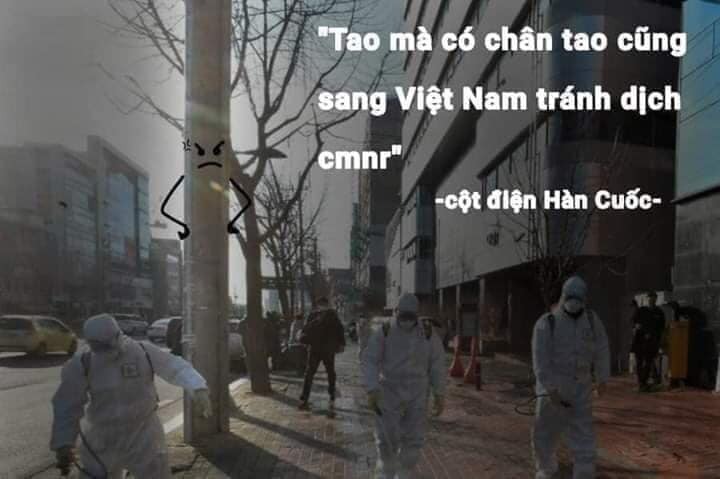 "Tao mà có chân tao cũng
sang Việt Nam tránh dịch
cmnr"
-cột điện Hàn Cuốc-